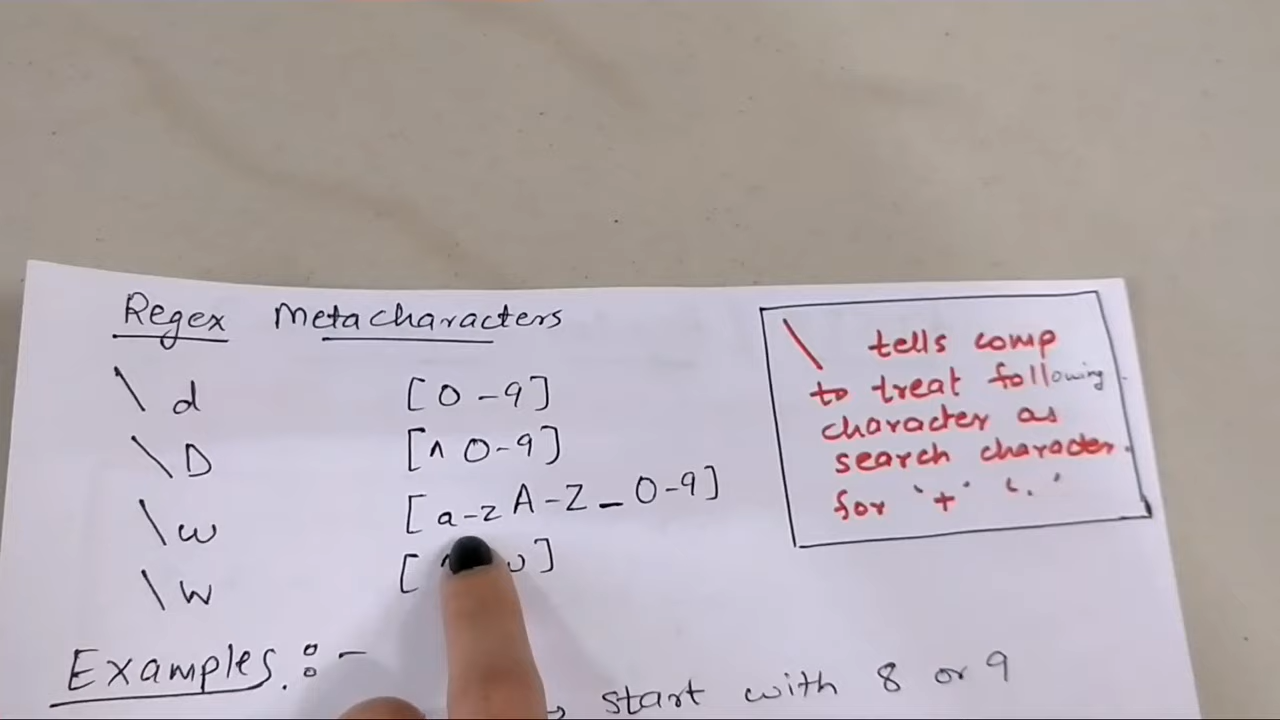 Regex Metacharacters
\d [0-9]
\D [^0-9]
\w [a-zA-Z_0-9]
\W [ ]
Examples :-
start with 8 or 9
\ tells comp
to treat following
character as
search character.
for '+' '.'